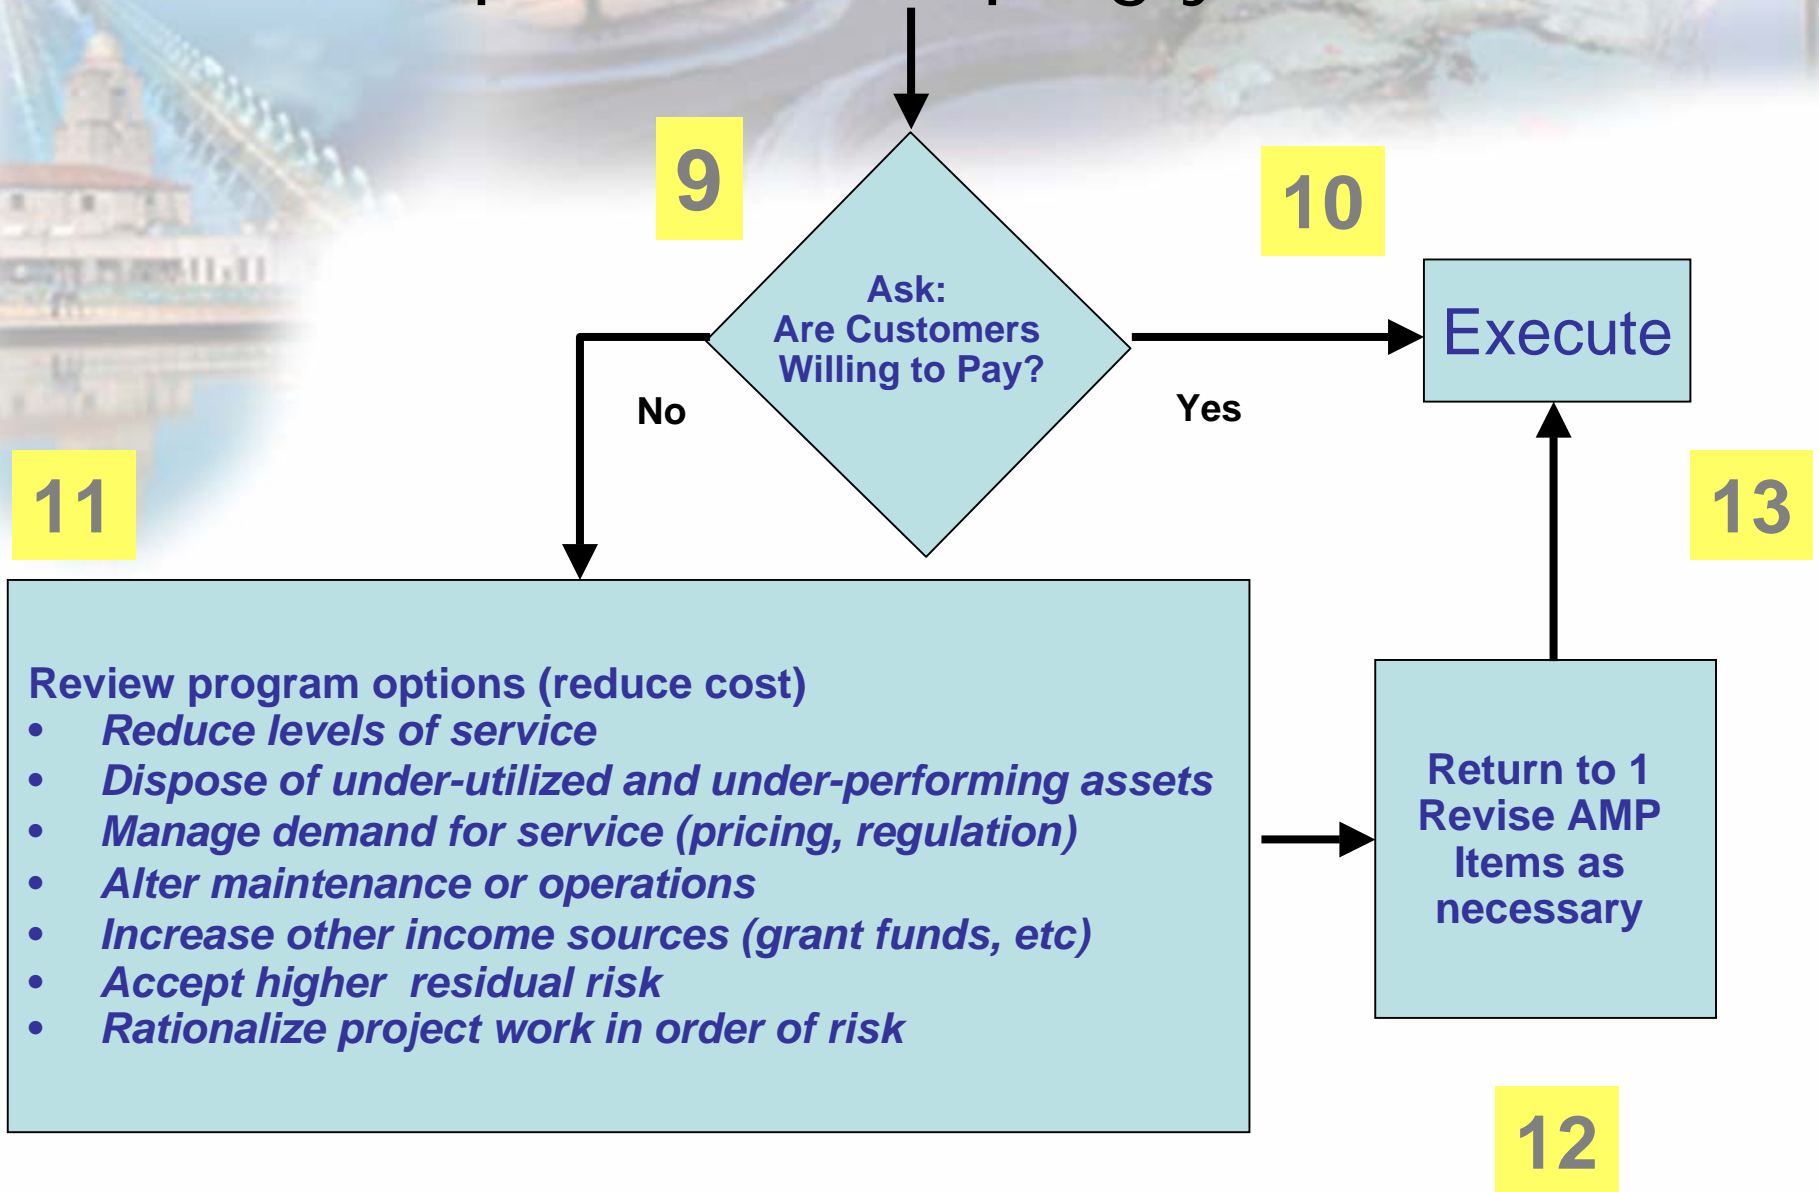 9
10
Ask:
Are Customers
Willing to Pay?
Execute
No
Yes
11
13
Review program options (reduce cost)
• Reduce levels of service
• Dispose of under-utilized and under-performing assets
• Manage demand for service (pricing, regulation)
• Alter maintenance or operations
• Increase other income sources (grant funds, etc)
• Accept higher residual risk
• Rationalize project work in order of risk
Return to 1
Revise AMP
Items as
necessary
12